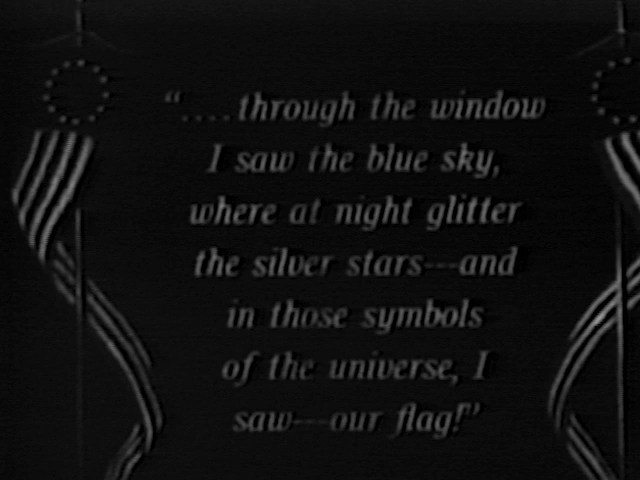 “....through the window
I saw the blue sky,
where at night glitter
the silver stars---and
in those symbols
of the universe, I
saw---our flag!”